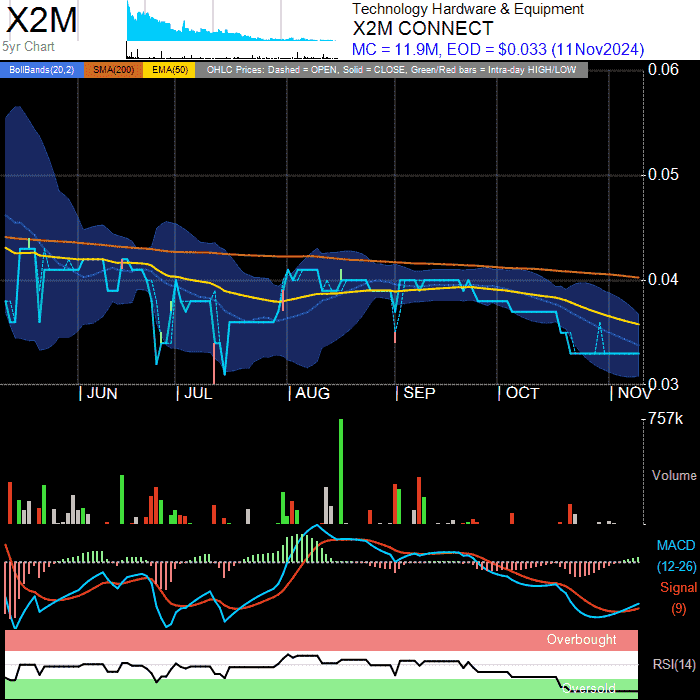 X2M
5yr Chart
Technology Hardware & Equipment
X2M CONNECT
MC = 11.9M, EOD = $0.033 (11Nov2024)
BollBands(20,2) SMA(200) EMA(50) OHLC Prices: Dashed = OPEN, Solid = CLOSE, Green/Red bars = Intra-day HIGH/LOW
0.06
0.05
0.04
0.03
JUN JUL AUG SEP OCT NOV
757k
Volume
MACD
(12-26)
Signal
(9)
Overbought
RSI(14)
Oversold